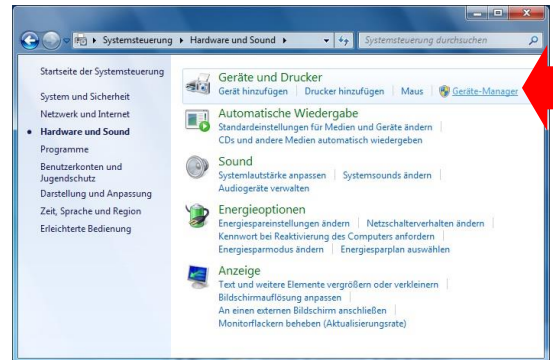 Systemsteuerung ▸ Hardware und Sound ▸
Systemsteuerung durchsuchen
Startseite der Systemsteuerung
System und Sicherheit
Netzwerk und Internet
Hardware und Sound
Programme
Benutzerkonten und
Jugendschutz
Darstellung und Anpassung
Zeit, Sprache und Region
Erleichterte Bedienung
Geräte und Drucker
Gerät hinzufügen | Drucker hinzufügen | Maus | Geräte-Manager
Automatische Wiedergabe
Standardeinstellungen für Medien und Geräte ändern |
CDs und andere Medien automatisch wiedergeben
Sound
Systemlautstärke anpassen | Systemsounds ändern |
Audiogeräte verwalten
Energieoptionen
Energiespareinstellungen ändern | Netzschalterverhalten ändern |
Kennwort bei Reaktivierung des Computers anfordern |
Energiesparmodus ändern | Energiesparplan auswählen
Anzeige
Text und weitere Elemente vergrößern oder verkleinern |
Bildschirmauflösung anpassen |
An einen externen Bildschirm anschließen |
Monitorflackern beheben (Aktualisierungsrate)